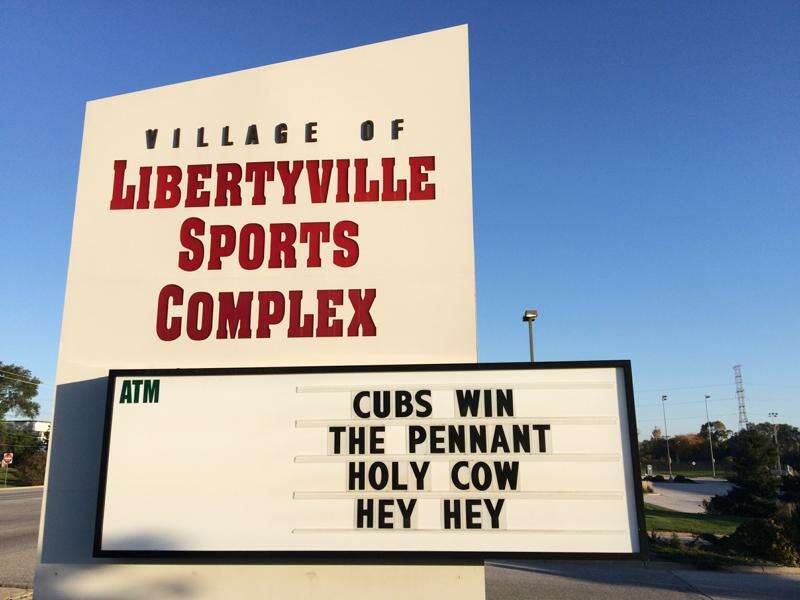 VILLAGE OF
LIBERTYVILLE
SPORTS
COMPLEX
ATM
CUBS WIN
THE PENNANT
HOLY COW
HEY HEY